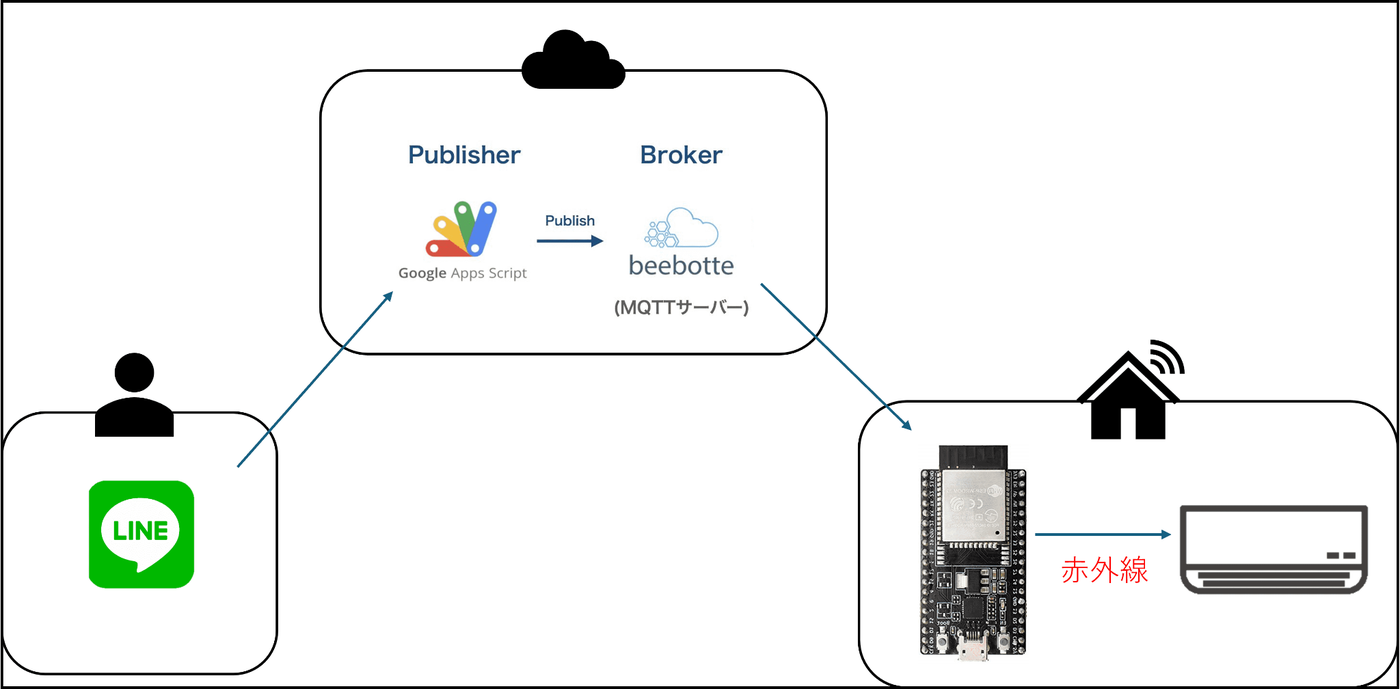 Publisher
Broker
Publish
Google Apps Script
beebotte
(MQTTサーバー)
LINE
赤外線